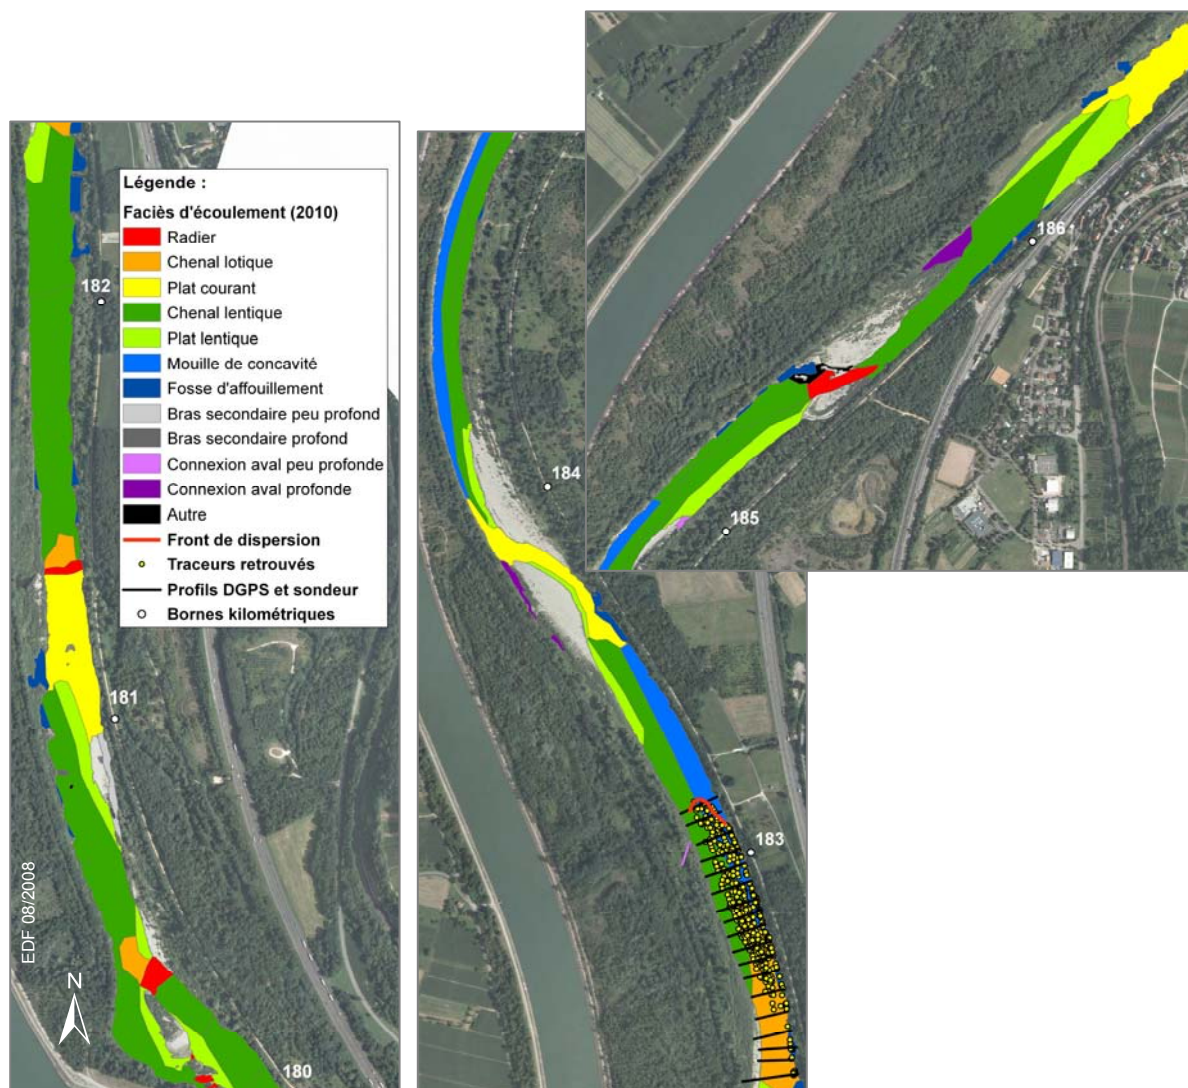 Légende :
Faciès d'écoulement (2010)
Radier
Chenal lotique
Plat courant
Chenal lentique
Plat lentique
Mouille de concavité
Fosse d'affouillement
Bras secondaire peu profond
Bras secondaire profond
Connexion aval peu profonde
Connexion aval profonde
Autre
Front de dispersion
Traceurs retrouvés
Profils DGPS et sondeur
Bornes kilométriques
182
181
180
EDF 08/2008
N
184
183
186
185